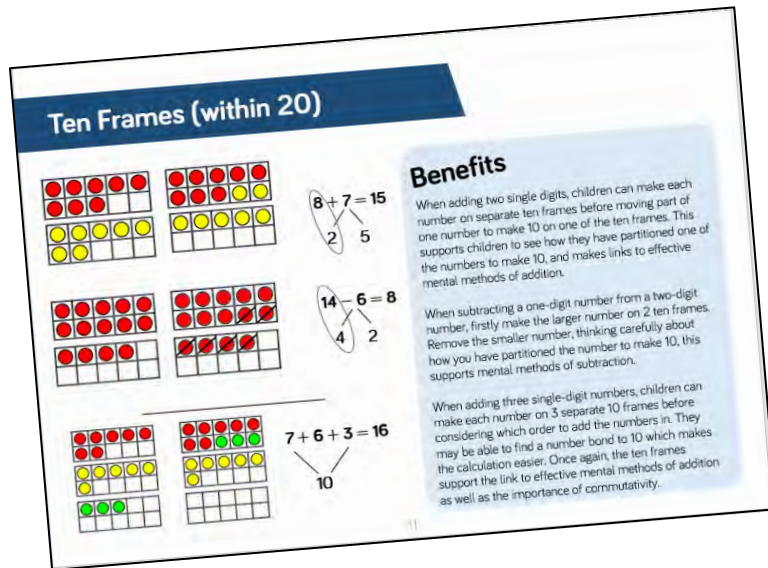 Ten Frames (within 20)
8 + 7 = 15
2 5
14 − 6 = 8
4 2
7 + 6 + 3 = 16
10
Benefits
When adding two single digits, children can make each
number on separate ten frames before moving part of
one number to make 10 on one of the ten frames. This
supports children to see how they have partitioned one of
the numbers to make 10, and makes links to effective
mental methods of addition.
When subtracting a one-digit number from a two-digit
number, firstly make the larger number on 2 ten frames.
Remove the smaller number, thinking carefully about
how you have partitioned the number to make 10, this
supports mental methods of subtraction.
When adding three single-digit numbers, children can
make each number on 3 separate 10 frames before
considering which order to add the numbers in. They
may be able to find a number bond to 10 which makes
the calculation easier. Once again, the ten frames
support the link to effective mental methods of addition
as well as the importance of commutativity.
11